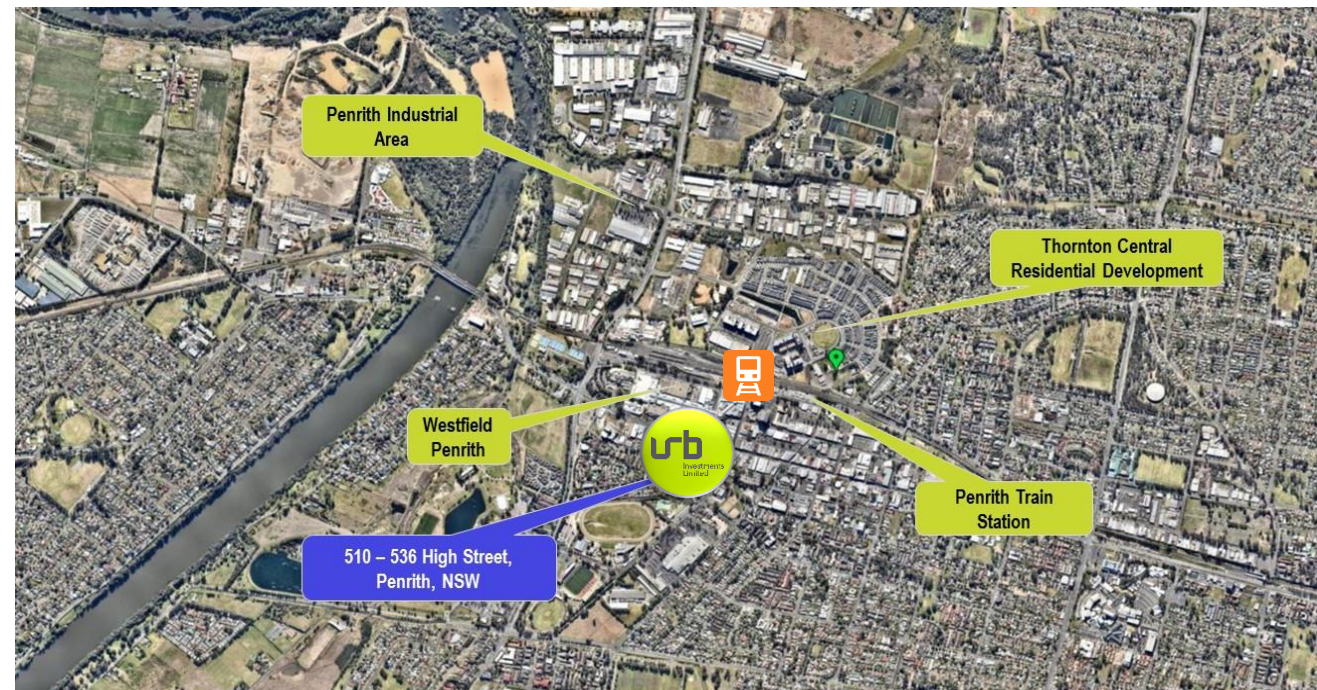 Penrith Industrial
Area
Thornton Central
Residential Development
Westfield
Penrith
urb
Investments
Limited
Penrith Train
Station
510 – 536 High Street,
Penrith, NSW